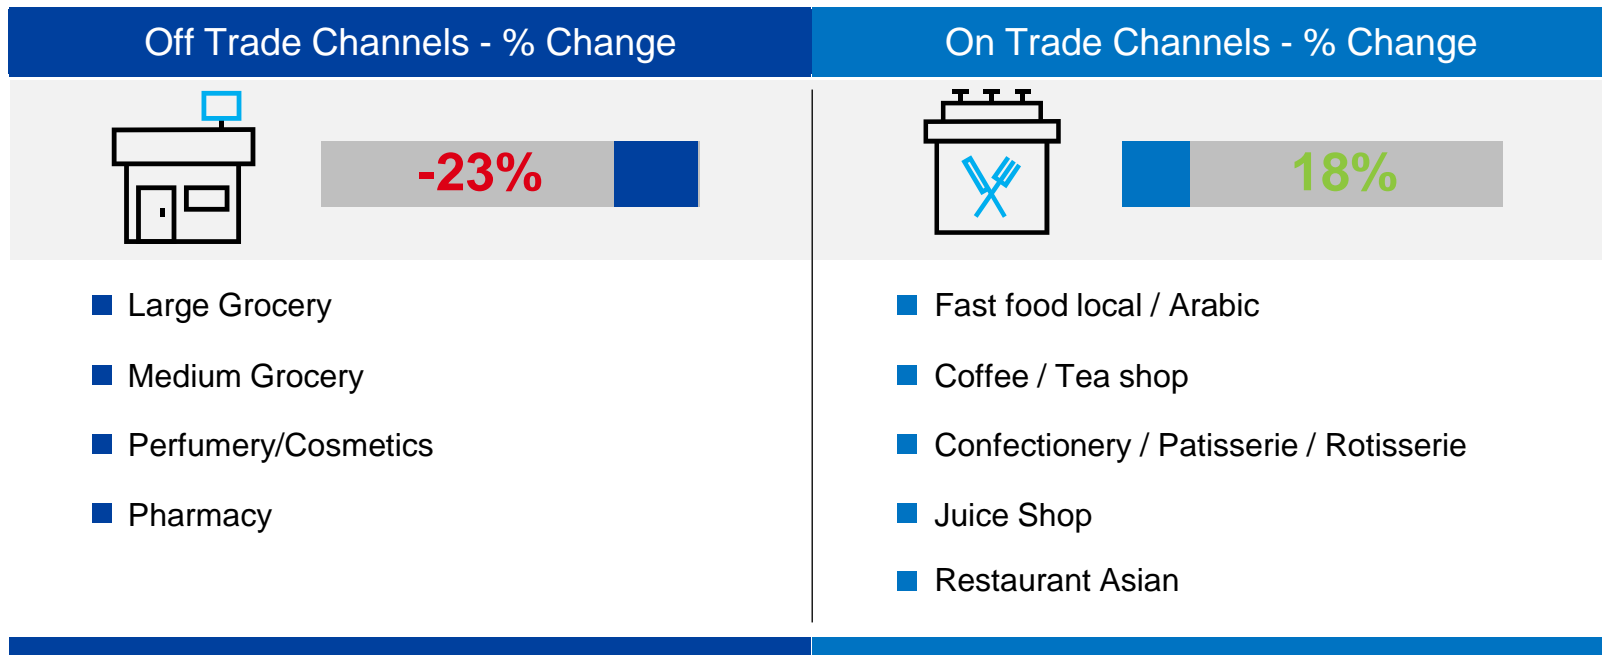 Off Trade Channels - % Change
-23%
Large Grocery
Medium Grocery
Perfumery/Cosmetics
Pharmacy
On Trade Channels - % Change
18%
Fast food local / Arabic
Coffee / Tea shop
Confectionery / Patisserie / Rotisserie
Juice Shop
Restaurant Asian